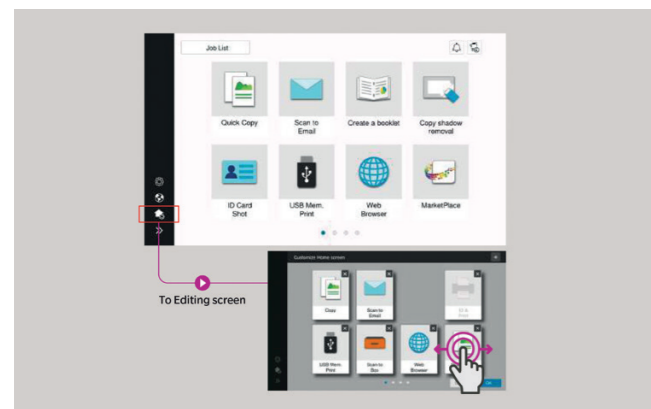 Job List
Quick Copy
Scan to
Email
Create a booklet
Copy shadow
removal
ID Card
Shot
USB Mem.
Print
Web
Browser
MarketPlace
To Editing screen
Customize Home screen
Copy
Scan to
Email
Print
USB Mem.
Print
Scan to
Box
Web
Browser
OK